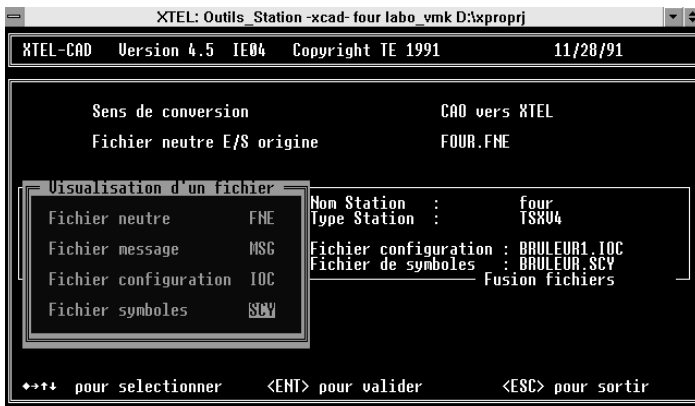 XTEL: Outils_Station -xcad- four labo_vmk D:\xproprj
XTEL-CAD Version 4.5 IE04 Copyright TE 1991 11/28/91
Sens de conversion CAO vers XTEL
Fichier neutre E/S origine FOUR.FNE
Visualisation d'un fichier
Fichier neutre FNE
Fichier message MSG
Fichier configuration IOC
Fichier symboles SCY
Nom Station : four
Type Station : TSXV4
Fichier configuration : BRULEUR1.IOC
Fichier de symboles : BRULEUR.SCY
Fusion fichiers
←→↑↓ pour selectionner <ENT> pour valider <ESC> pour sortir